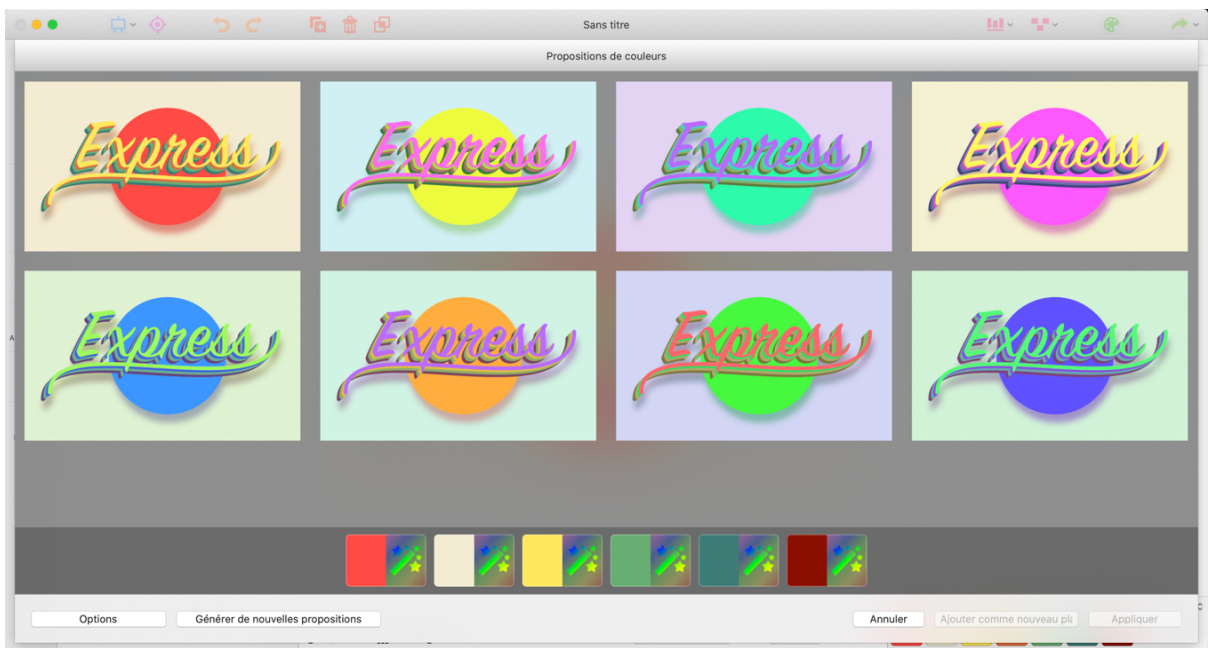 Sans titre
Propositions de couleurs
Express
Express
Express
Express
Express
Express
Express
Express
A
Options
Générer de nouvelles propositions
Annuler
Ajouter comme nouveau pla
Appliquer